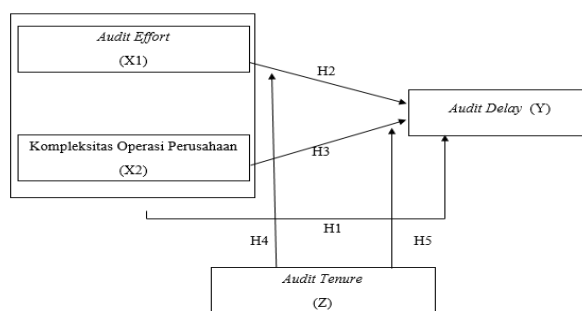 Audit Effort
(X1)
H2
Audit Delay (Y)
Kompleksitas Operasi Perusahaan
(X2)
H3
H1
H4
H5
Audit Tenure
(Z)